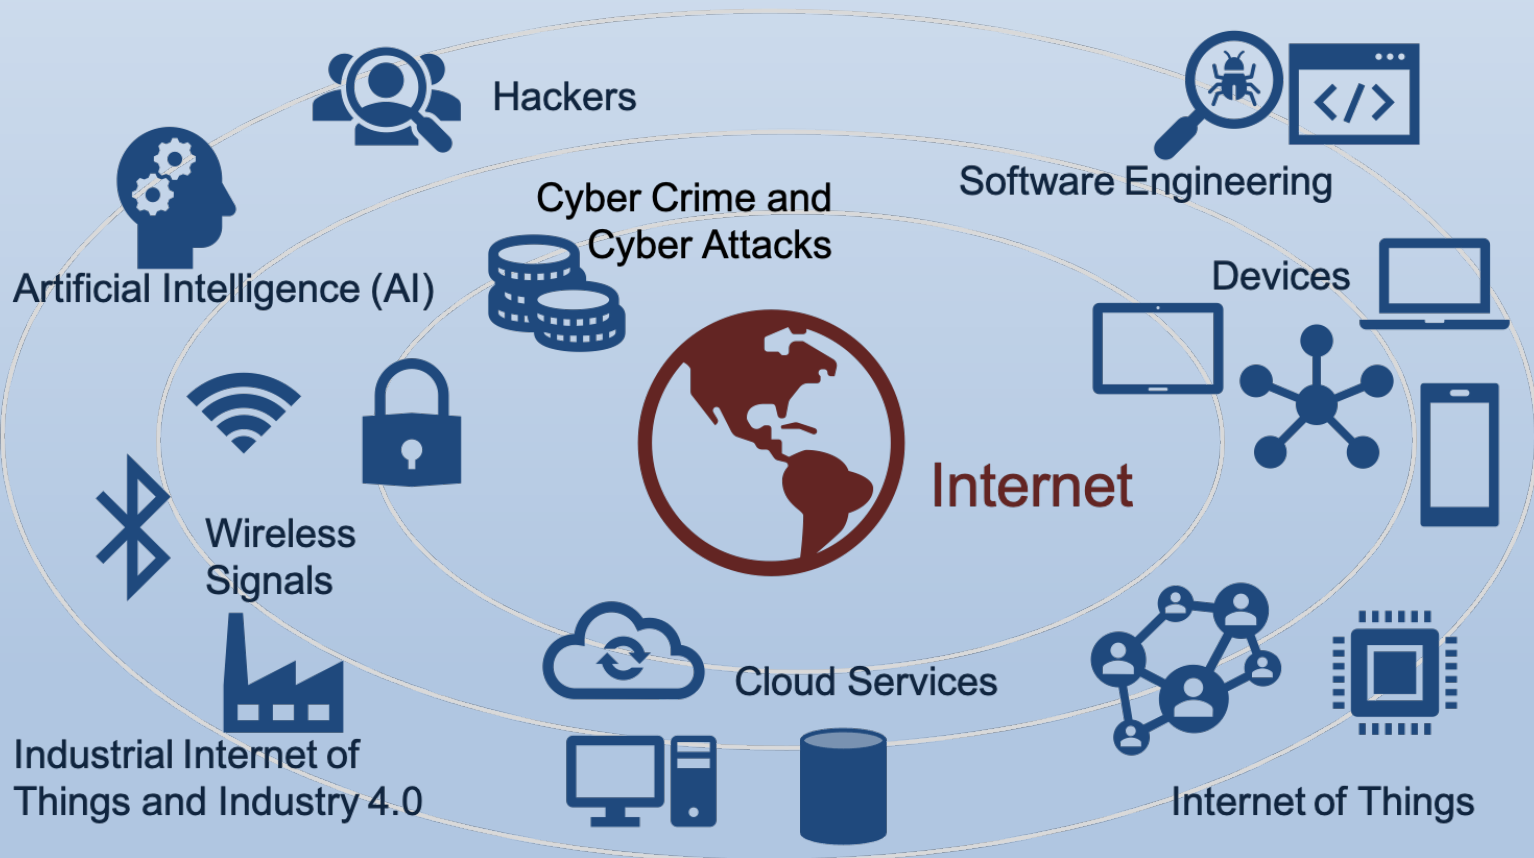 Hackers
Software Engineering
Cyber Crime and
Cyber Attacks
Artificial Intelligence (AI)
Devices
Internet
Wireless
Signals
Cloud Services
Industrial Internet of
Things and Industry 4.0
Internet of Things